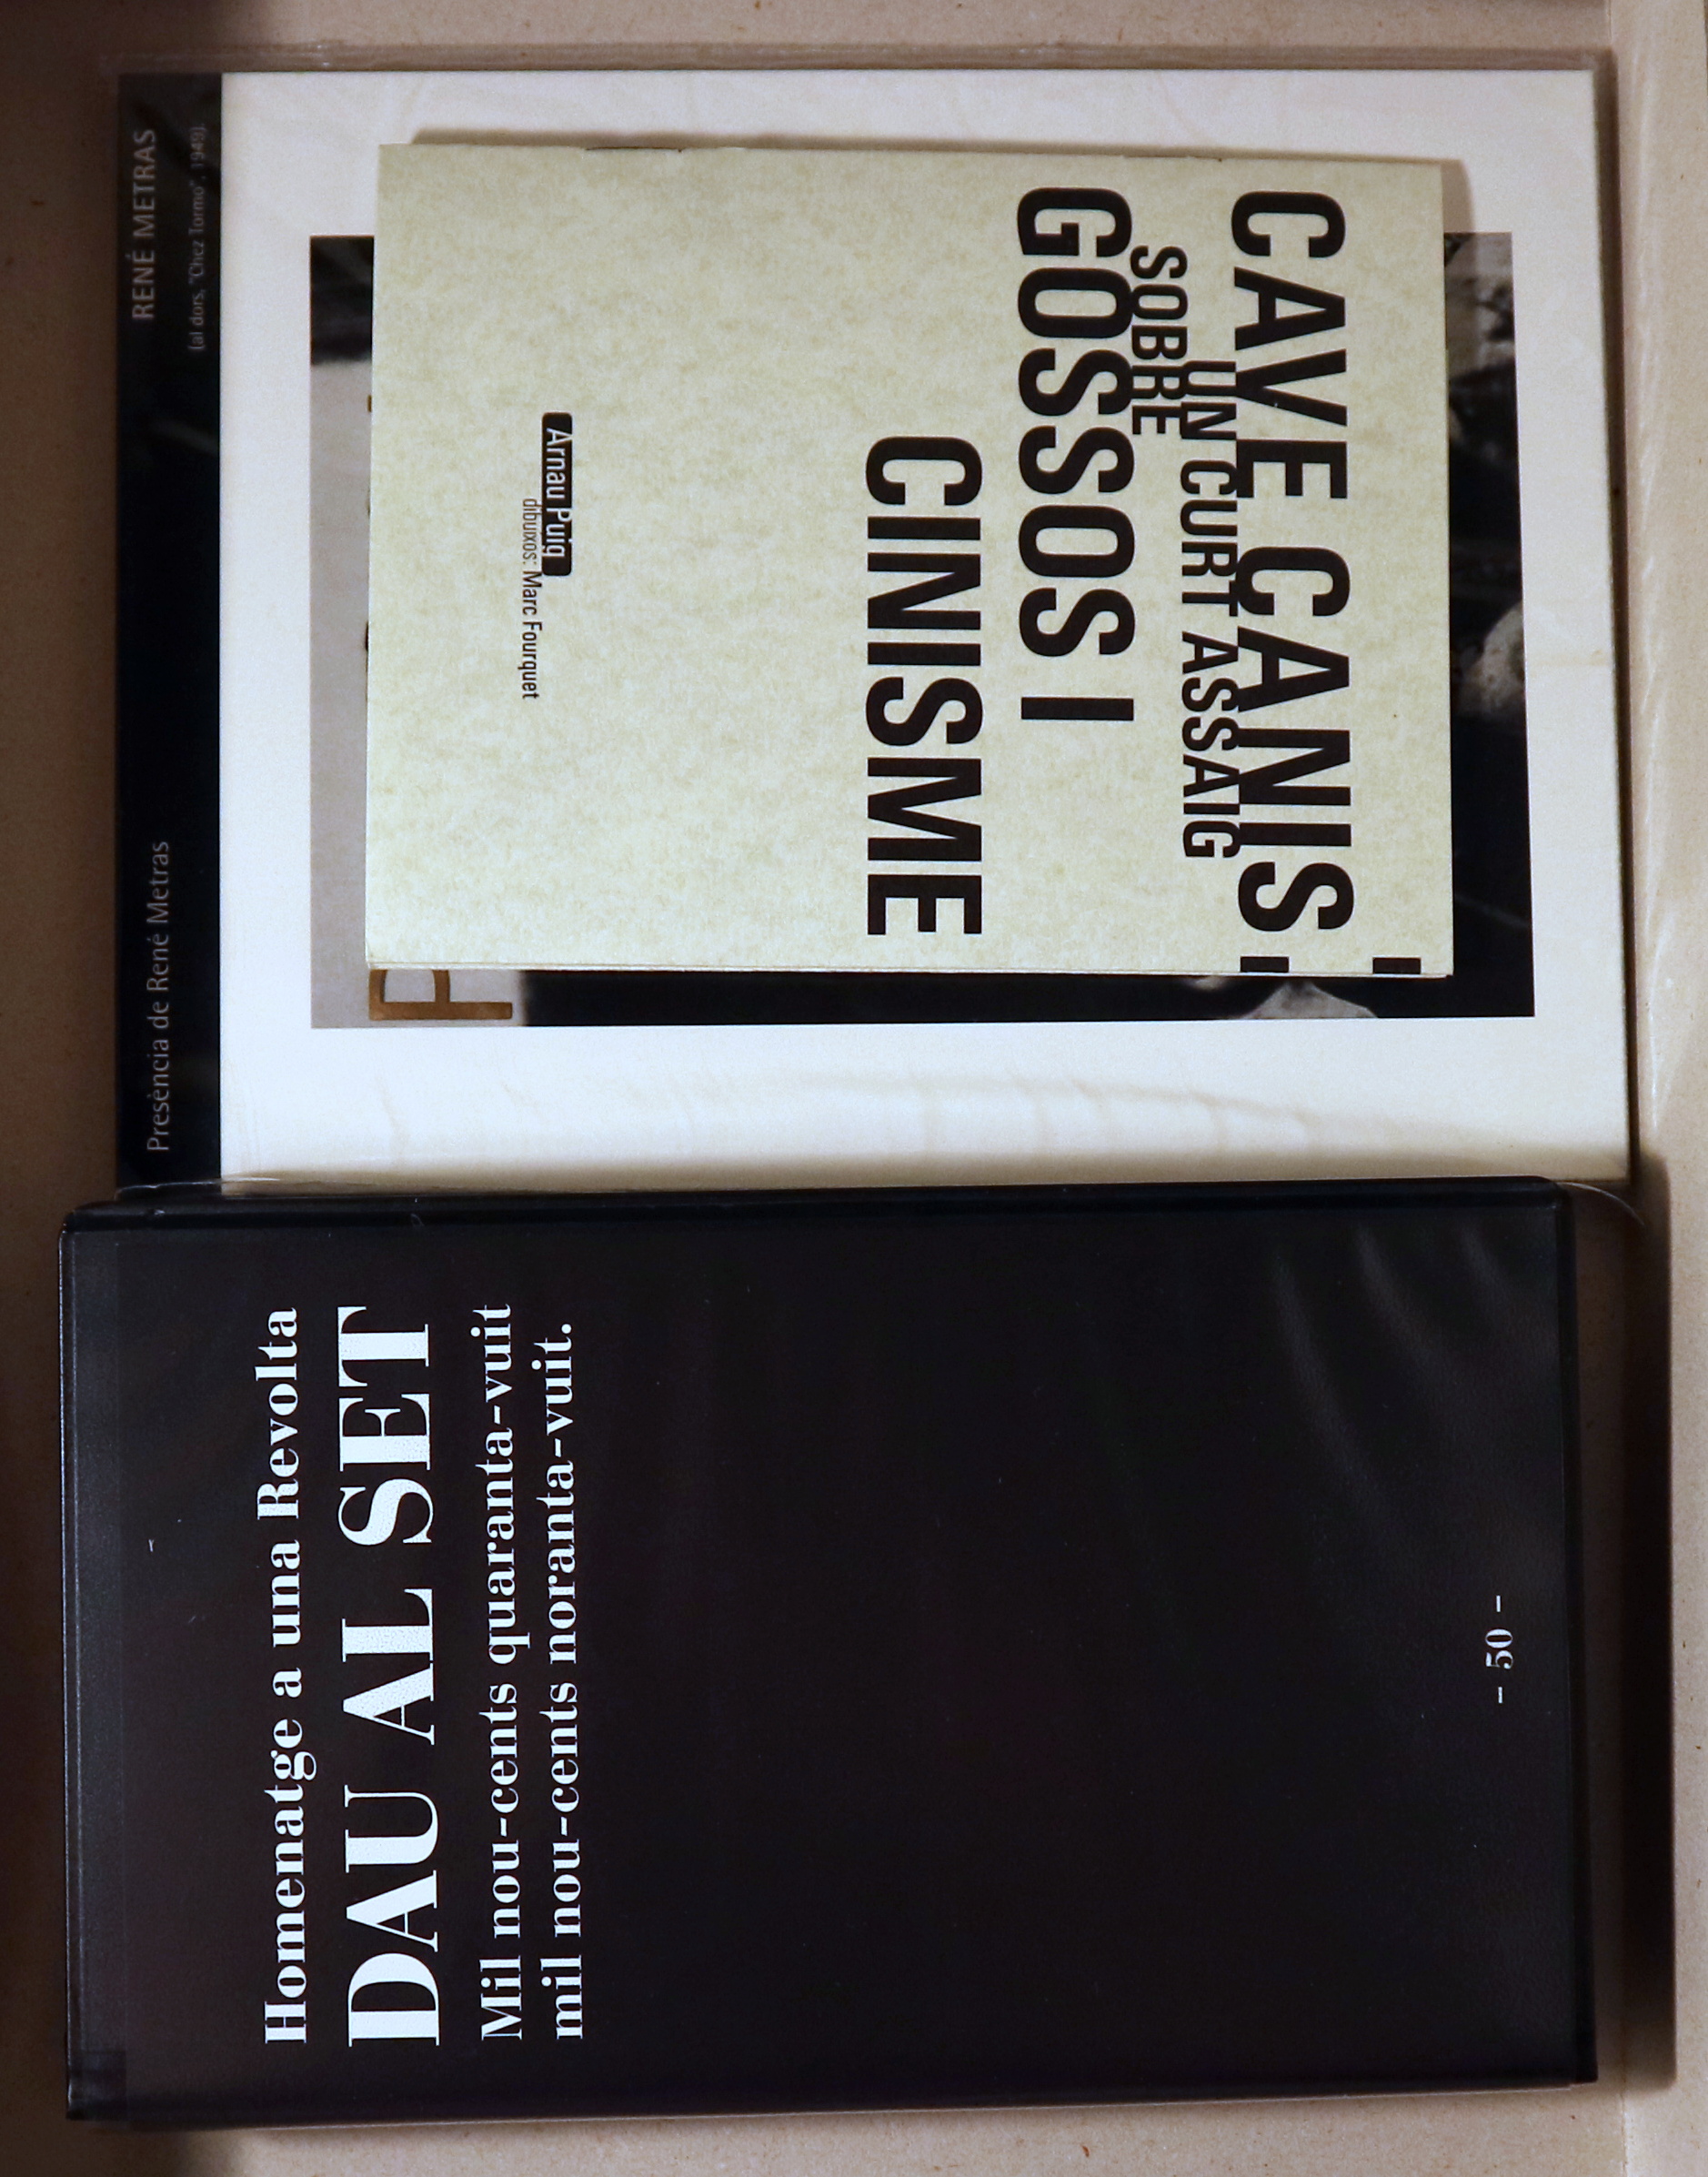 RENÉ METRAS
(al dors, "Chez Tormo", 1949).
Presència de René Metras
CAVE CANIS,
UN CURT ASSAIG
SOBRE
GOSSOS I
CINISME
Arnau Puig
dibuixos: Marc Fourquet
P
Homenatge a una Revolta
DAU AL SET
Mil nou-cents quaranta-vuit
mil nou-cents noranta-vuit.
- 50 -